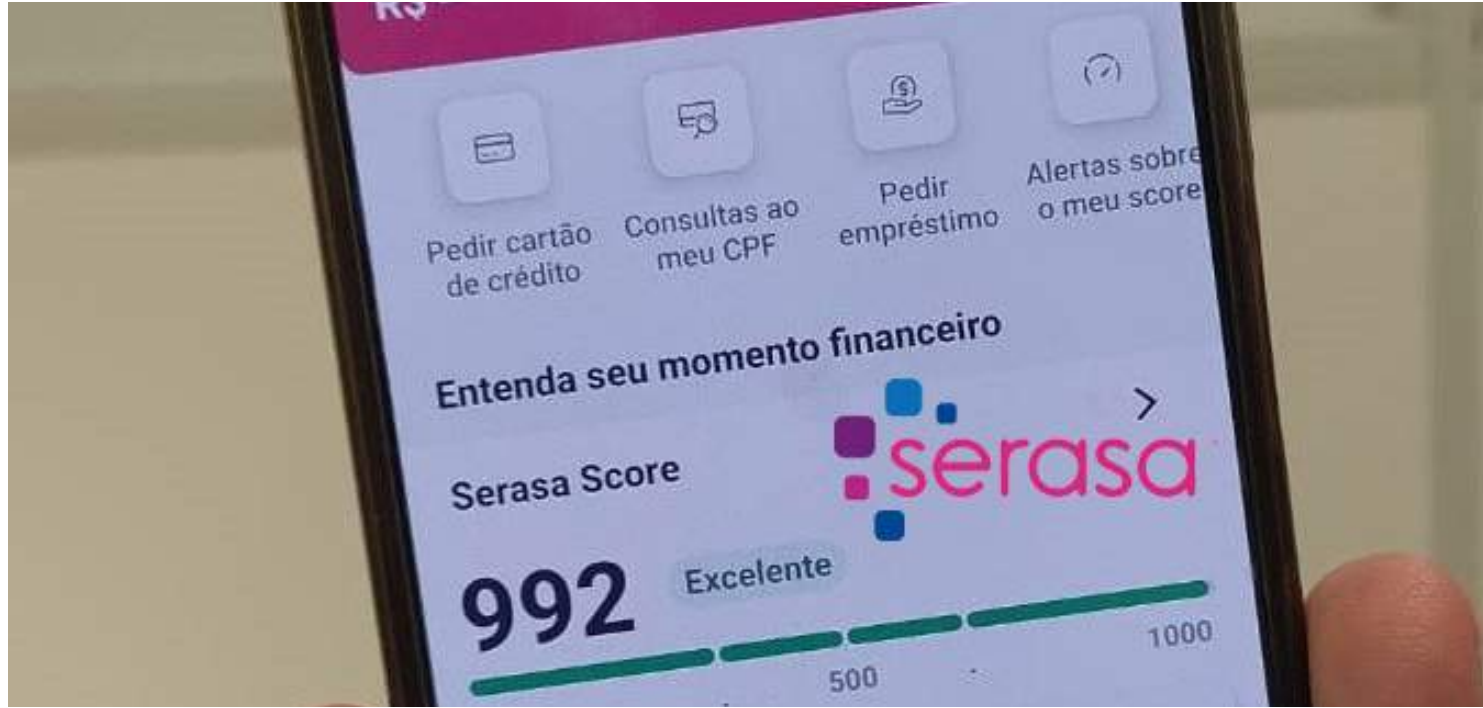 R$
Pedir cartão
de crédito
Consultas ao
meu CPF
Pedir
empréstimo
Alertas sobre
o meu score
Entenda seu momento financeiro
serasa
Serasa Score
992
Excelente
500
1000